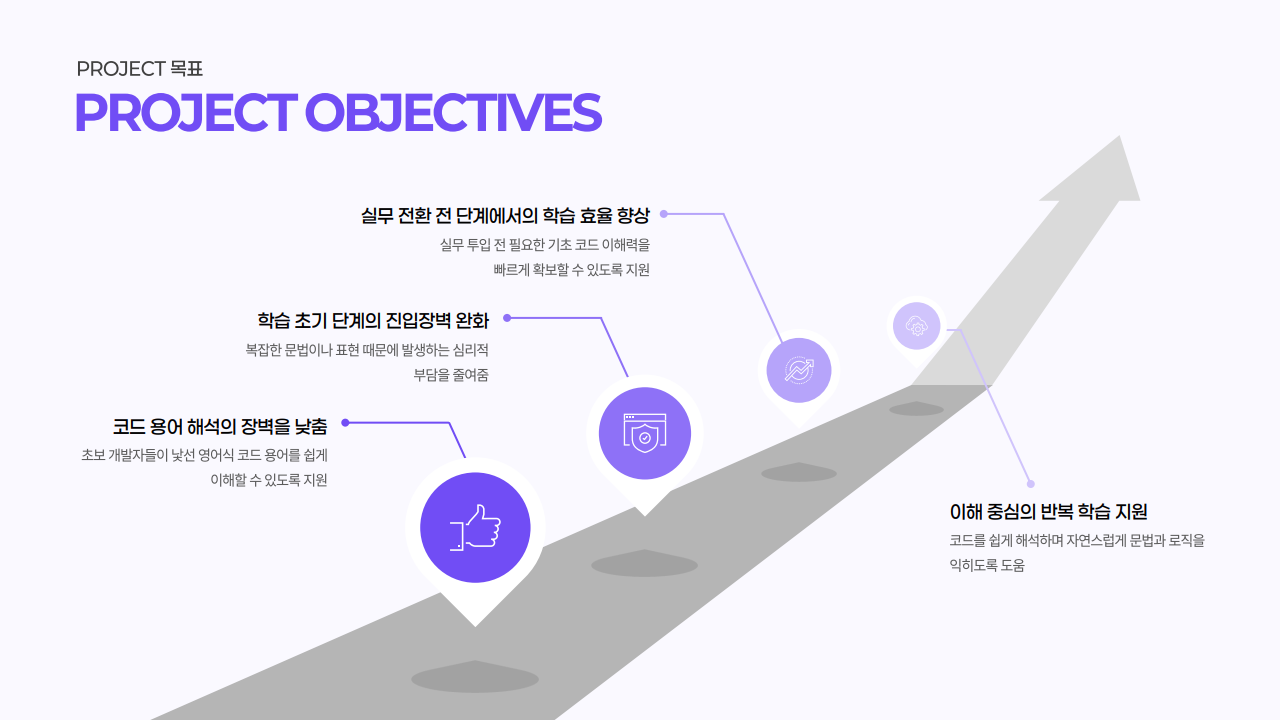 PROJECT 목표
PROJECT OBJECTIVES
실무 전환 전 단계에서의 학습 효율 향상
실무 투입 전 필요한 기초 코드 이해력을
빠르게 확보할 수 있도록 지원
학습 초기 단계의 진입장벽 완화
복잡한 문법이나 표현 때문에 발생하는 심리적
부담을 줄여줌
코드 용어 해석의 장벽을 낮춤
초보 개발자들이 낯선 영어식 코드 용어를 쉽게
이해할 수 있도록 지원
이해 중심의 반복 학습 지원
코드를 쉽게 해석하며 자연스럽게 문법과 로직을
익히도록 도움